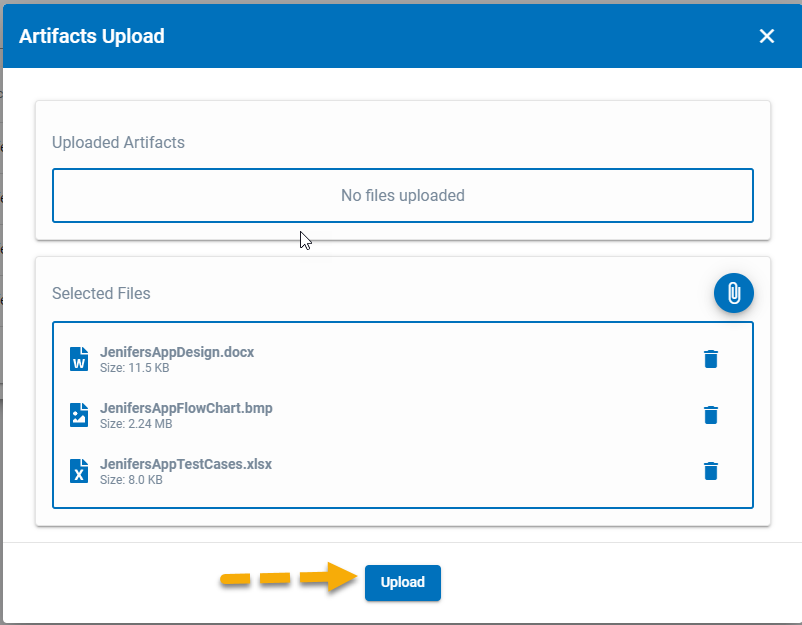 Artifacts Upload
Uploaded Artifacts
No files uploaded
Selected Files
JenifersAppDesign.docx
Size: 11.5 KB
JenifersAppFlowChart.bmp
Size: 2.24 MB
JenifersAppTestCases.xlsx
Size: 8.0 KB
Upload